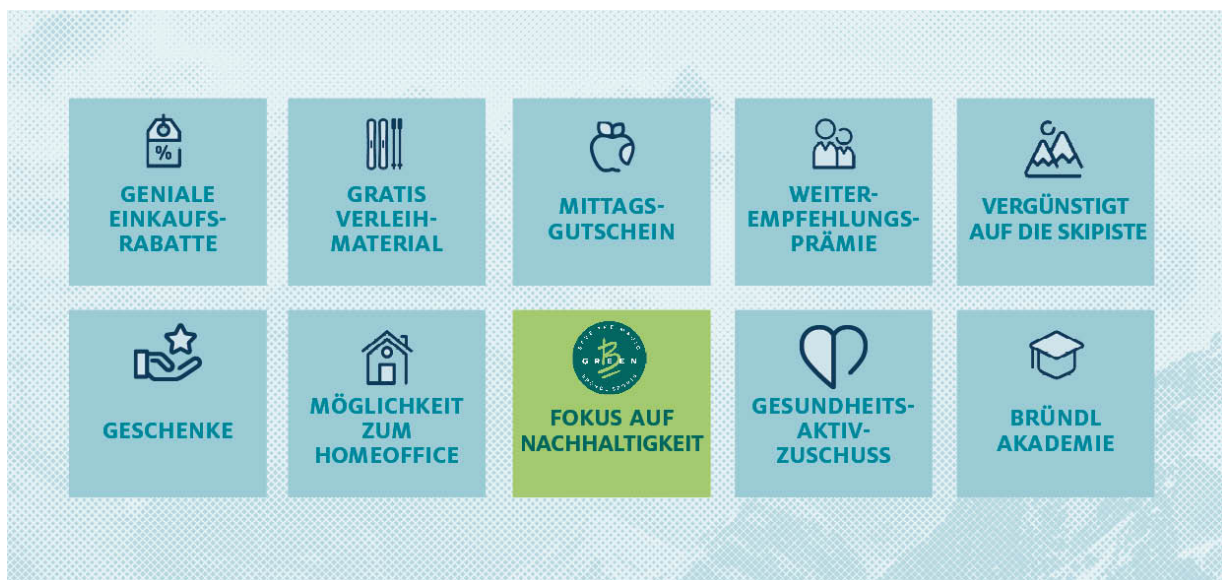 %
GENIALE
EINKAUFS-
RABATTE
GRATIS
VERLEIH-
MATERIAL
MITTAGS-
GUTSCHEIN
WEITER-
EMPFEHLUNGS-
PRÄMIE
VERGÜNSTIGT
AUF DIE SKIPISTE
GESCHENKE
MÖGLICHKEIT
ZUM
HOMEOFFICE
GREEN
FOKUS AUF
NACHHALTIGKEIT
GESUNDHEITS-
AKTIV-
ZUSCHUSS
BRÜNDL
AKADEMIE